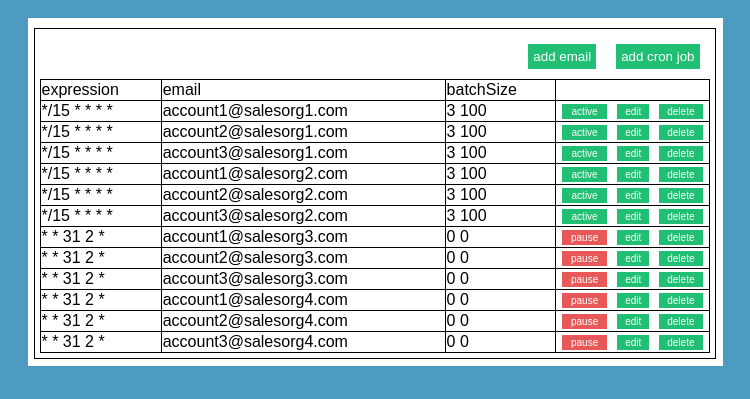 add email add cron job
expression email batchSize
*/15 * * * * account1@salesorg1.com 3 100 active edit delete
*/15 * * * * account2@salesorg1.com 3 100 active edit delete
*/15 * * * * account3@salesorg1.com 3 100 active edit delete
*/15 * * * * account1@salesorg2.com 3 100 active edit delete
*/15 * * * * account2@salesorg2.com 3 100 active edit delete
*/15 * * * * account3@salesorg2.com 3 100 active edit delete
* * 31 2 * account1@salesorg3.com 0 0 pause edit delete
* * 31 2 * account2@salesorg3.com 0 0 pause edit delete
* * 31 2 * account3@salesorg3.com 0 0 pause edit delete
* * 31 2 * account1@salesorg4.com 0 0 pause edit delete
* * 31 2 * account2@salesorg4.com 0 0 pause edit delete
* * 31 2 * account3@salesorg4.com 0 0 pause edit delete